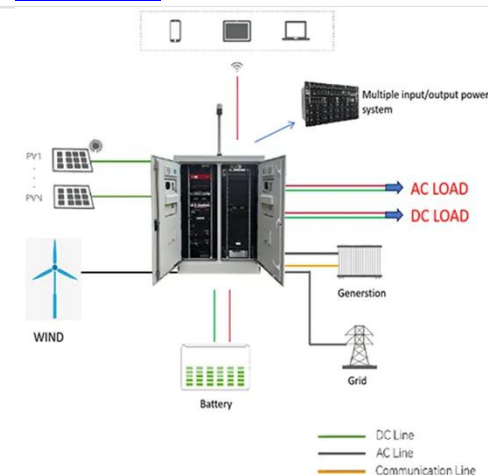 Multiple input/output power
system
PV1
PVN
AC LOAD
DC LOAD
WIND
Generstion
Grid
Battery
DC Line
AC Line
Communication Line